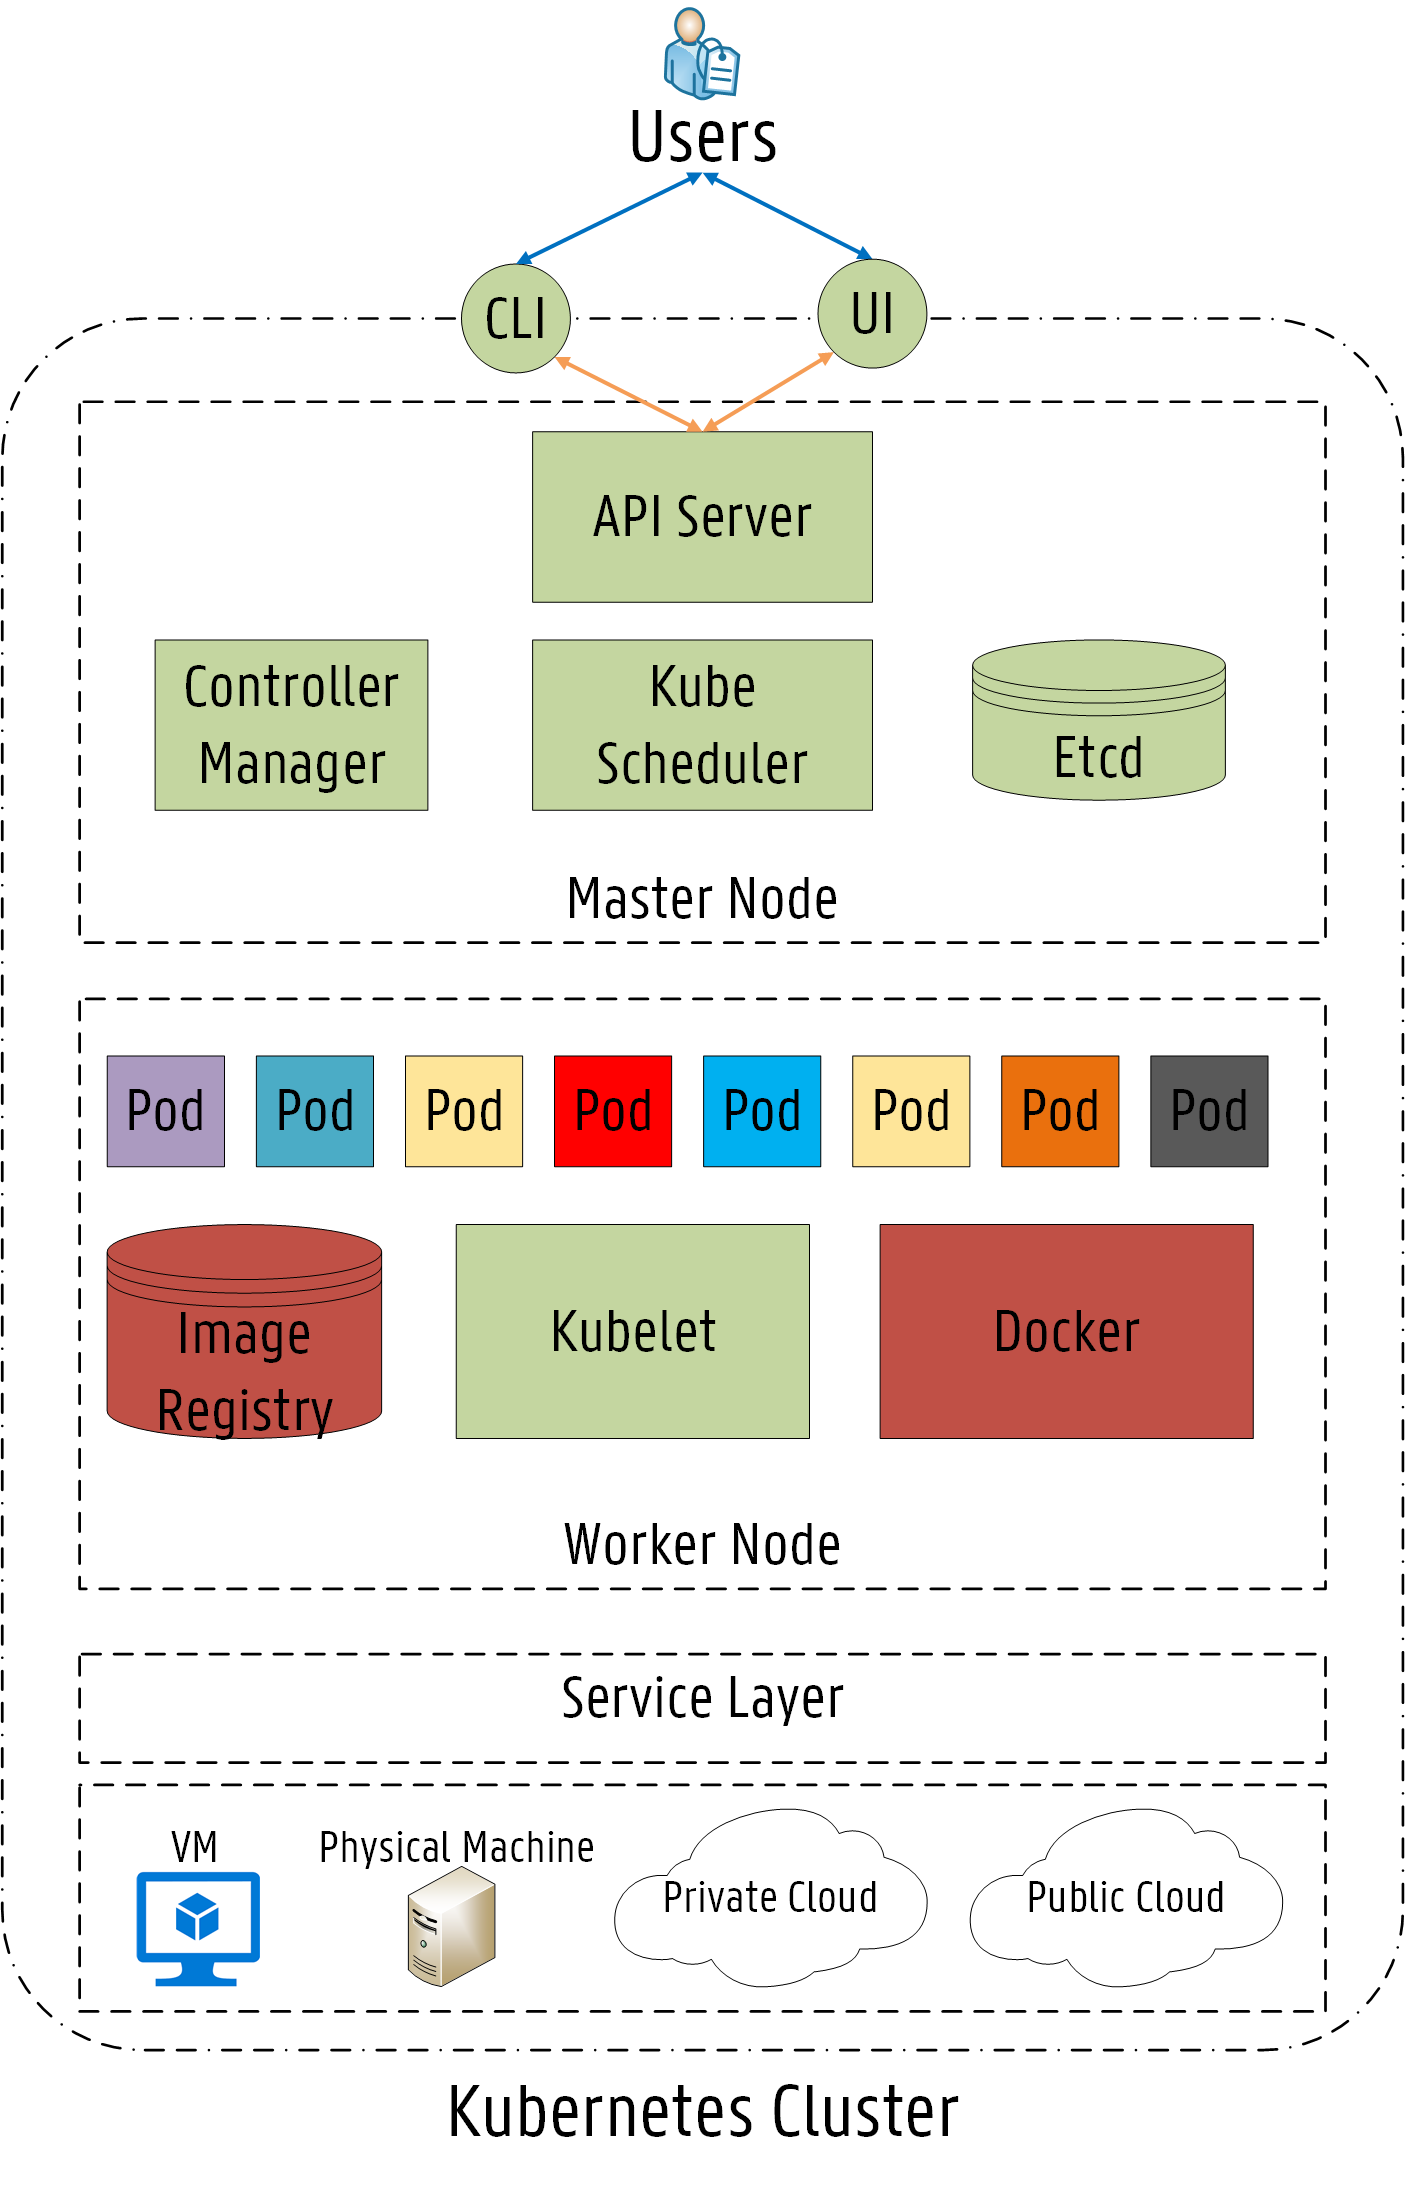 Users
CLI
UI
API Server
Controller
Manager
Kube
Scheduler
Etcd
Master Node
Pod Pod Pod Pod Pod Pod Pod Pod
Image
Registry
Kubelet
Docker
Worker Node
Service Layer
VM
Physical Machine
Private Cloud
Public Cloud
Kubernetes Cluster